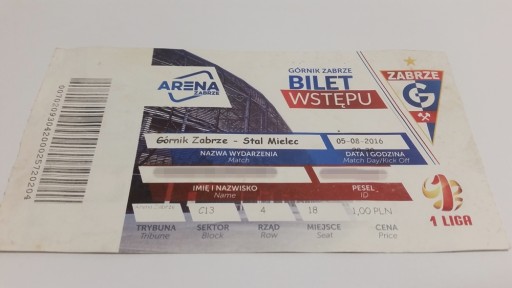 00702093042000025720204
ARENA
ZABRZE
GÓRNIK ZABRZE
BILET
WSTĘPU
ZABRZE
G
Górnik Zabrze - Stal Mielec
05-08-2016
NAZWA WYDARZENIA
Match
DATA I GODZINA
Match Day/Kick Off
IMIĘ I NAZWISKO
Name
PESEL
ID
C13
4
18
1,00 PLN
TRYBUNA
Tribune
SEKTOR
Block
RZĄD
Row
MIEJSCE
Seat
CENA
Price
1 LIGA